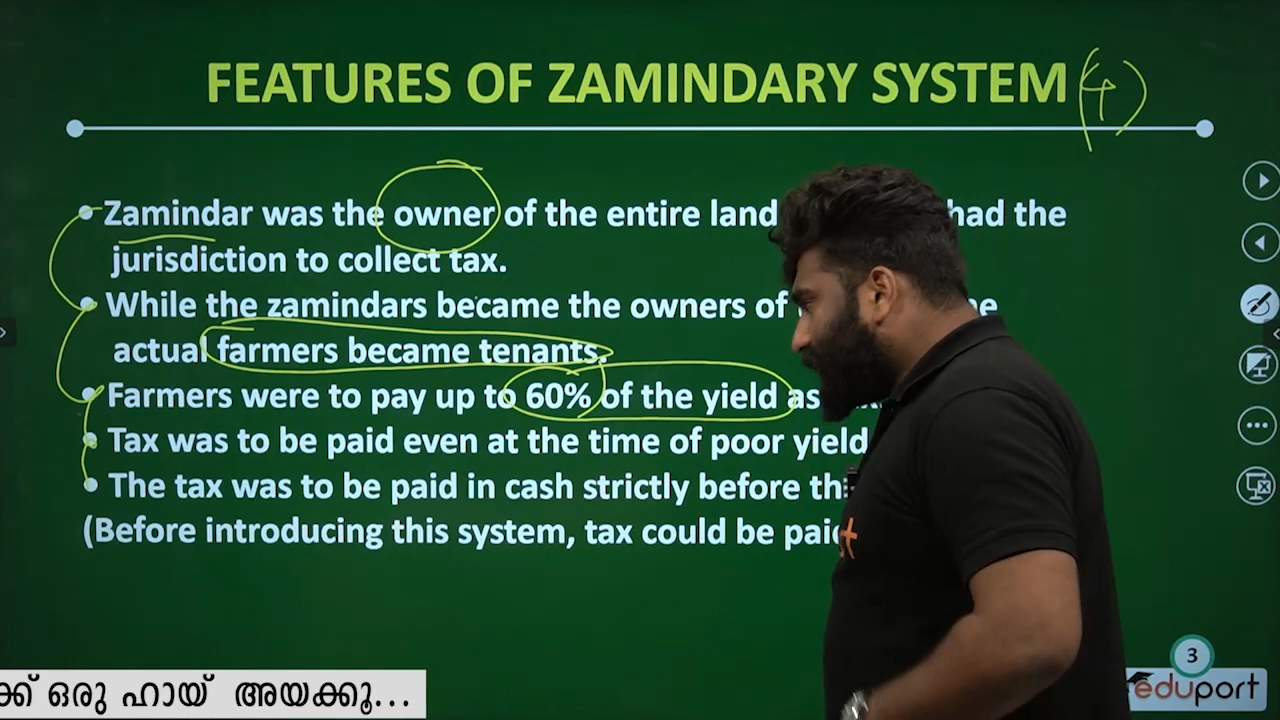 FEATURES OF ZAMINDARY SYSTEM (4)
Zamindar was the owner of the entire land had the
jurisdiction to collect tax.
While the zamindars became the owners of
actual farmers became tenants.
Farmers were to pay up to 60% of the yield as
Tax was to be paid even at the time of poor yield
The tax was to be paid in cash strictly before
(Before introducing this system, tax could be
3
eduport
ഒരു ഹായ് അയക്കൂ...